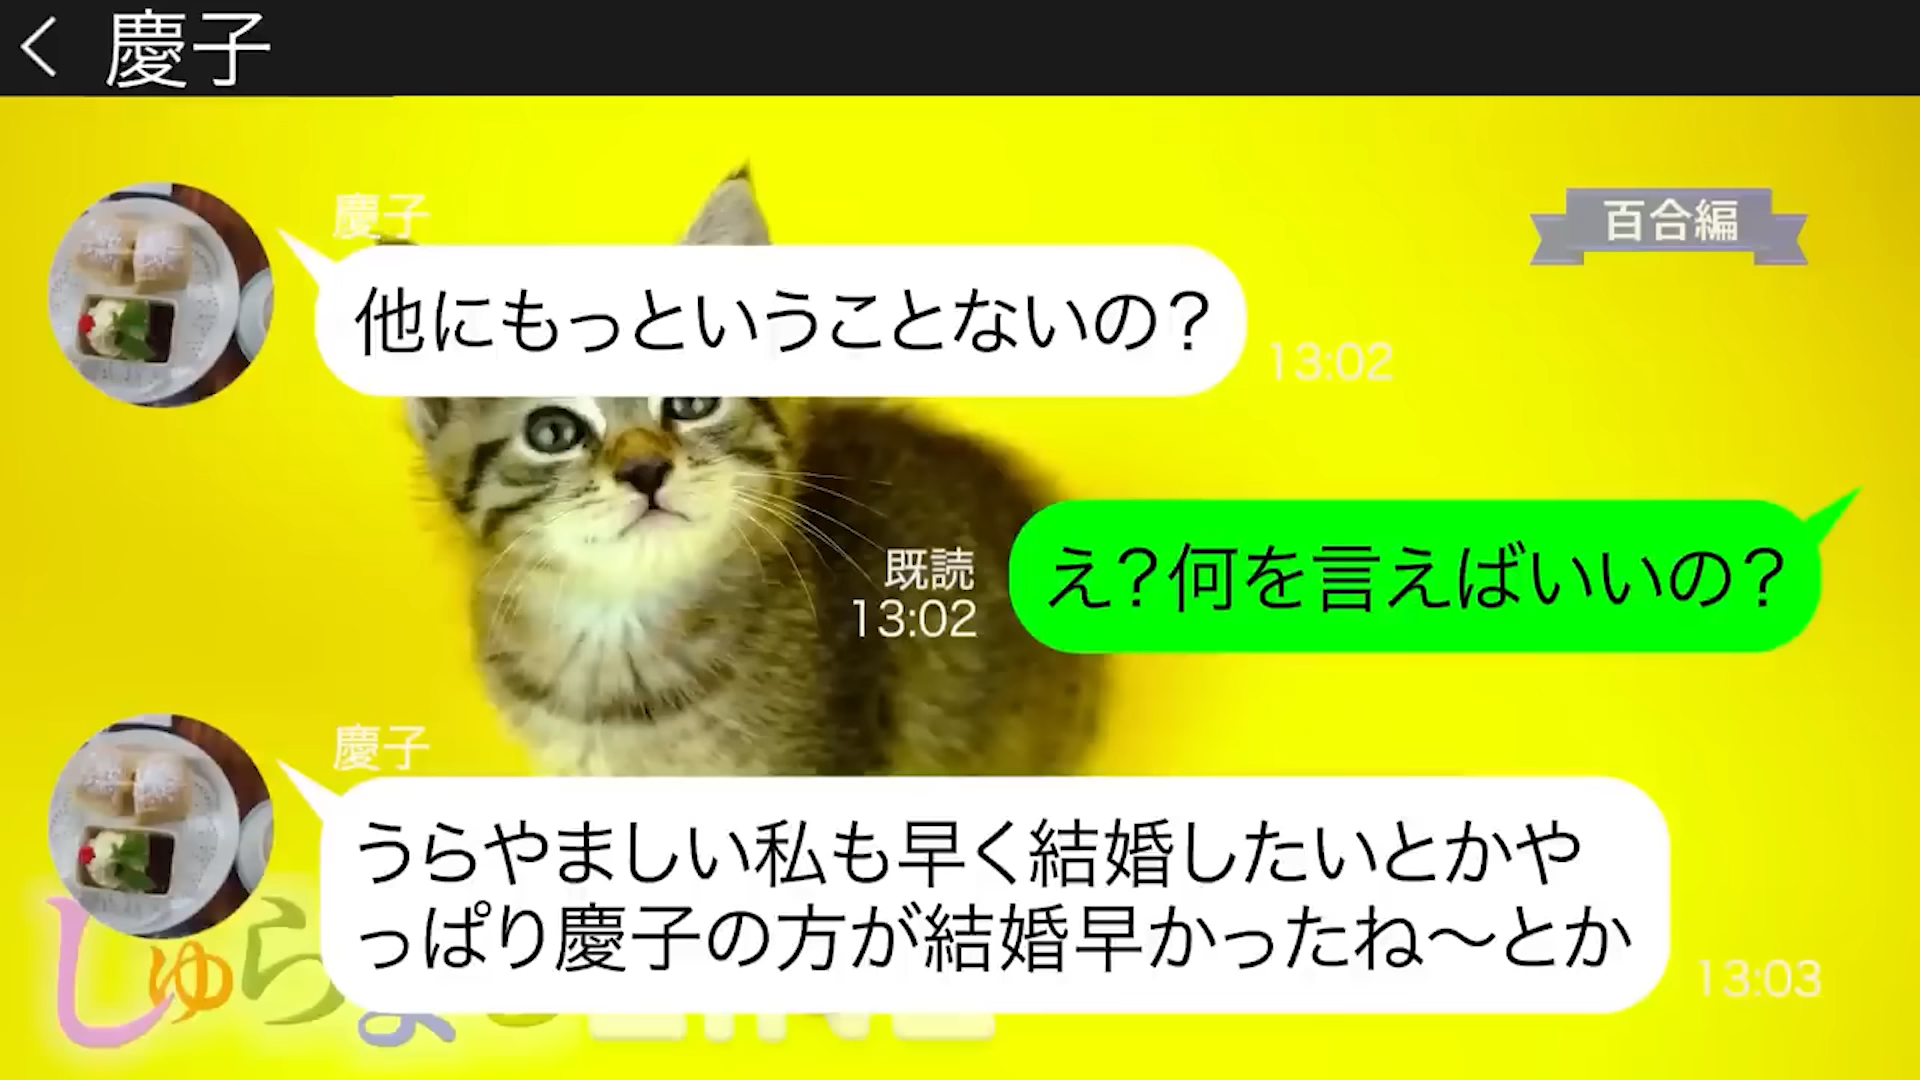 慶子
百合編
慶子
他にもっということないの？
13:02
え？何を言えばいいの？
既読
13:02
慶子
うらやましい私も早く結婚したいとかや
っぱり慶子の方が結婚早かったね～とか
13:03
しゅら
LINE